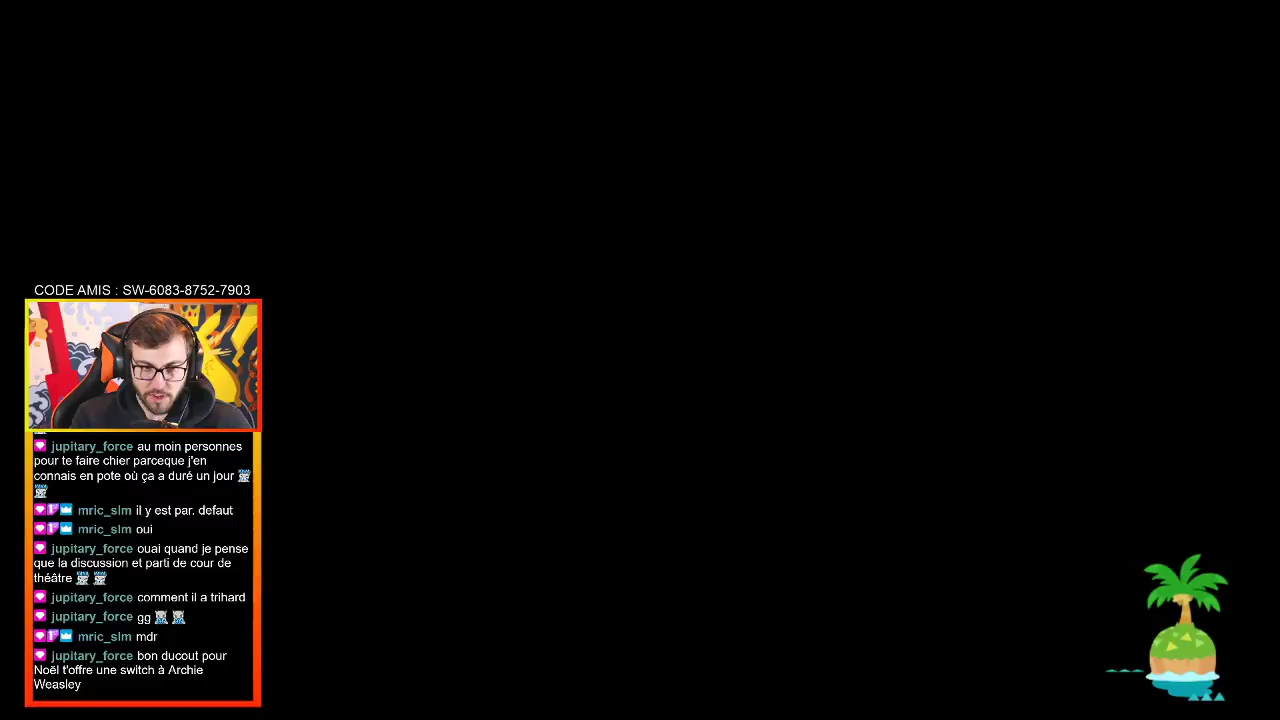 CODE AMIS : SW-6083-8752-7903
jupitary_force au moin personnes
pour te faire chier parceque j'en
connais en pote où ça a duré un jour
mric_slm il y est par. defaut
mric_slm oui
jupitary_force ouai quand je pense
que la discussion et parti de cour de
théâtre
jupitary_force comment il a trihard
jupitary_force gg
mric_slm mdr
jupitary_force bon ducout pour
Noël t'offre une switch à Archie
Weasley